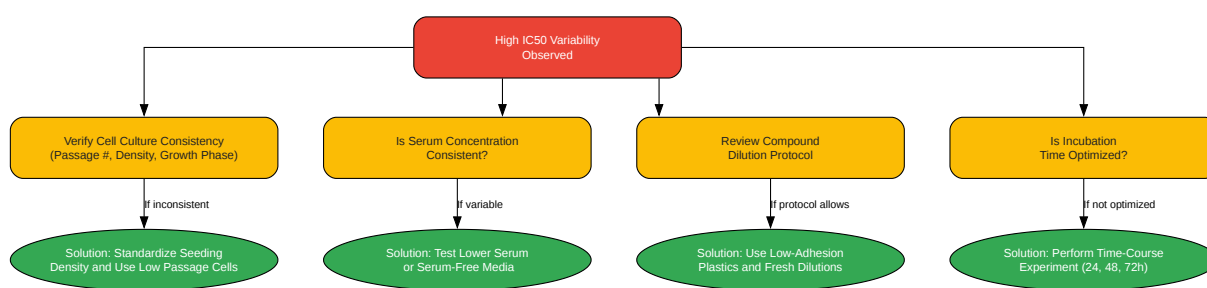 High IC50 Variability
Observed
Verify Cell Culture Consistency
(Passage #, Density, Growth Phase)
Is Serum Concentration
Consistent?
Review Compound
Dilution Protocol
Is Incubation
Time Optimized?
If inconsistent
If variable
If protocol allows
If not optimized
Solution: Standardize Seeding
Density and Use Low Passage Cells
Solution: Test Lower Serum
or Serum-Free Media
Solution: Use Low-Adhesion
Plastics and Fresh Dilutions
Solution: Perform Time-Course
Experiment (24, 48, 72h)